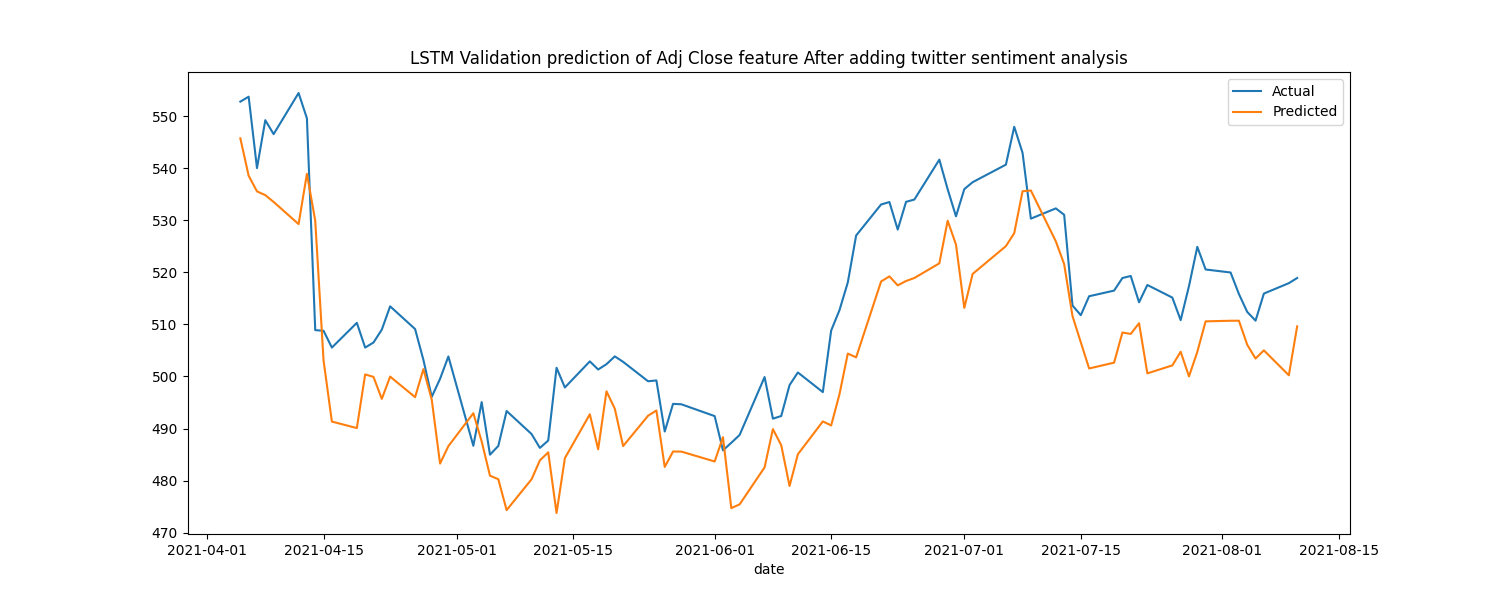 LSTM Validation prediction of Adj Close feature After adding twitter sentiment analysis
Actual
Predicted
550
540
530
520
510
500
490
480
470
2021-04-01 2021-04-15 2021-05-01 2021-05-15 2021-06-01 2021-06-15 2021-07-01 2021-07-15 2021-08-01 2021-08-15
date